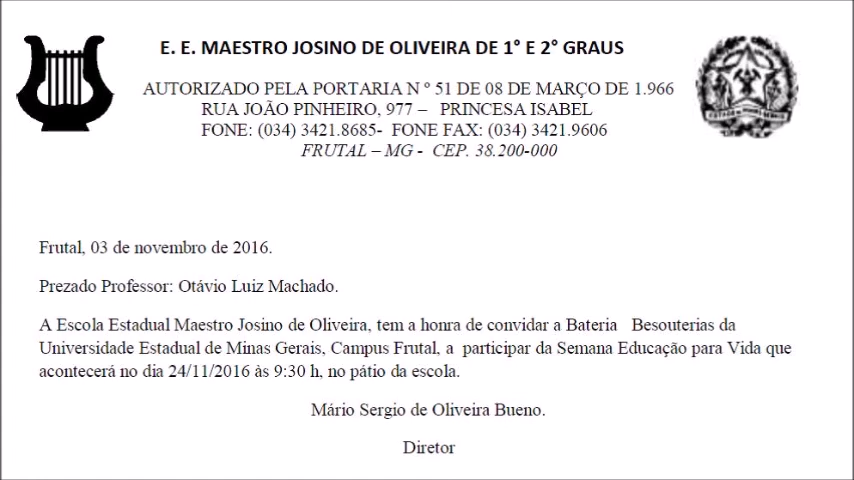 E. E. MAESTRO JOSINO DE OLIVEIRA DE 1° E 2° GRAUS
AUTORIZADO PELA PORTARIA N º 51 DE 08 DE MARÇO DE 1.966
RUA JOÃO PINHEIRO, 977 – PRINCESA ISABEL
FONE: (034) 3421.8685- FONE FAX: (034) 3421.9606
FRUTAL – MG - CEP. 38.200-000
ESTADO DE MINAS GERAIS
Frutal, 03 de novembro de 2016.
Prezado Professor: Otávio Luiz Machado.
A Escola Estadual Maestro Josino de Oliveira, tem a honra de convidar a Bateria Besouterias da
Universidade Estadual de Minas Gerais, Campus Frutal, a participar da Semana Educação para Vida que
acontecerá no dia 24/11/2016 às 9:30 h, no pátio da escola.
Mário Sergio de Oliveira Bueno.
Diretor